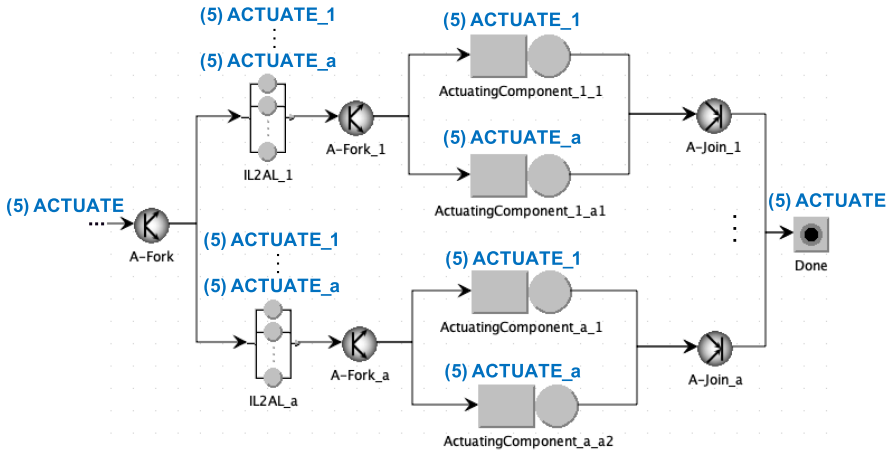 (5) ACTUATE_1
(5) ACTUATE_a
IL2AL_1
A-Fork_1
(5) ACTUATE_1
ActuatingComponent_1_1
(5) ACTUATE_a
ActuatingComponent_1_a1
A-Join_1
(5) ACTUATE
A-Fork
(5) ACTUATE_1
(5) ACTUATE_a
IL2AL_a
A-Fork_a
(5) ACTUATE_1
ActuatingComponent_a_1
(5) ACTUATE_a
ActuatingComponent_a_a2
A-Join_a
(5) ACTUATE
Done